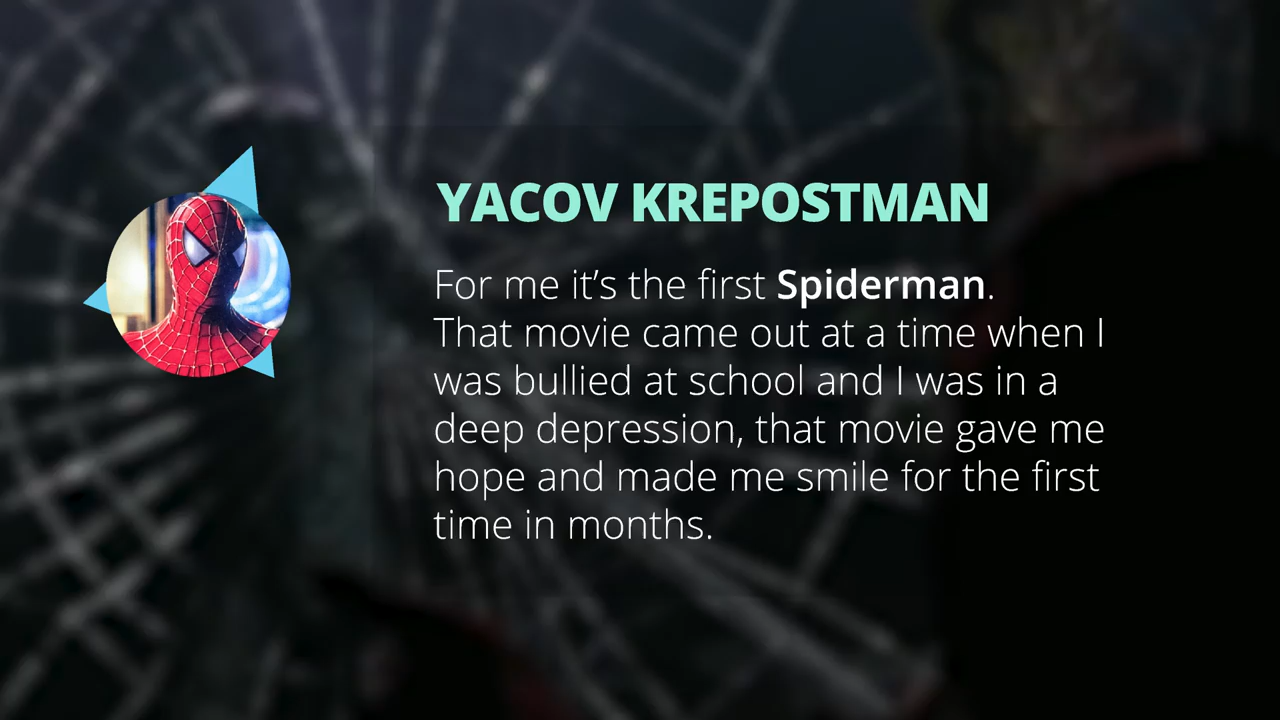 YACOV KREPOSTMAN
For me it’s the first Spiderman.
That movie came out at a time when I
was bullied at school and I was in a
deep depression, that movie gave me
hope and made me smile for the first
time in months.